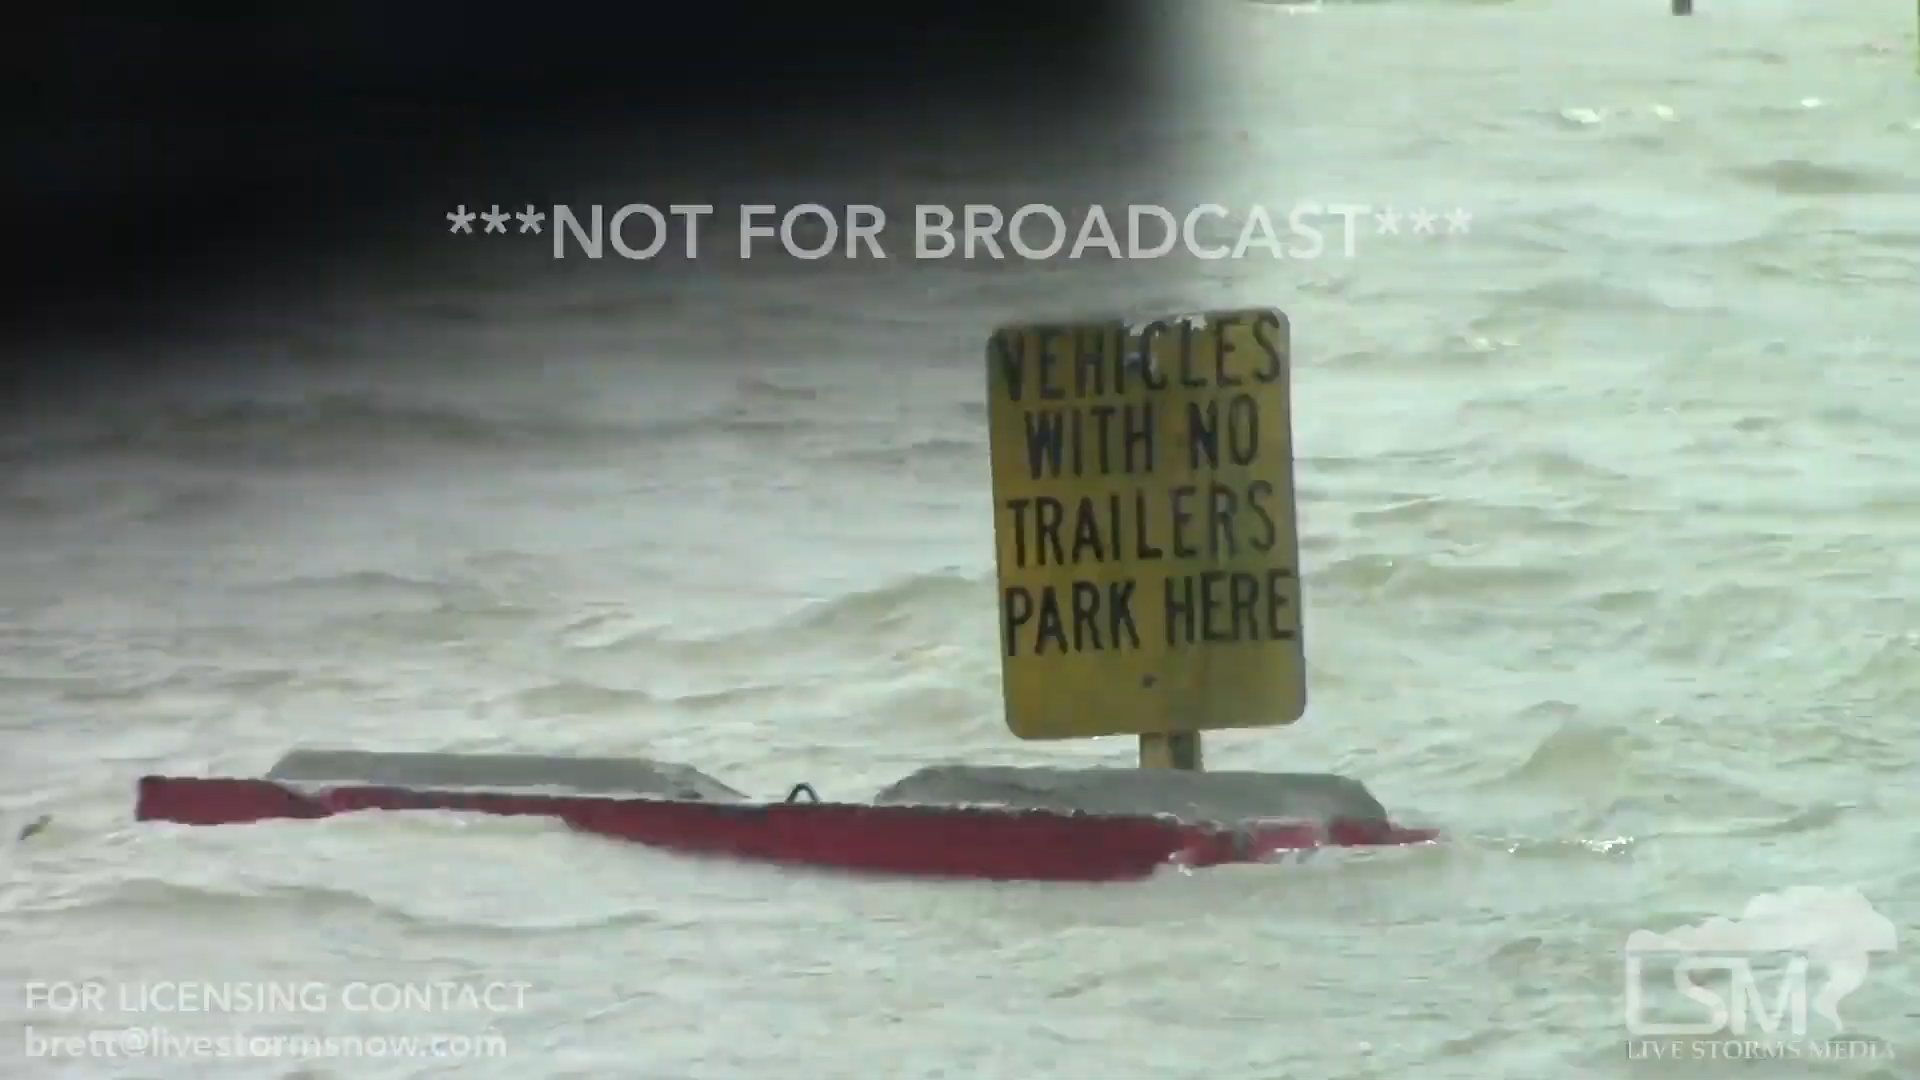 ***NOT FOR BROADCAST***
VEHICLES
WITH NO
TRAILERS
PARK HERE
FOR LICENSING CONTACT
brett@livestormsnow.com
LSM
LIVE STORMS MEDIA